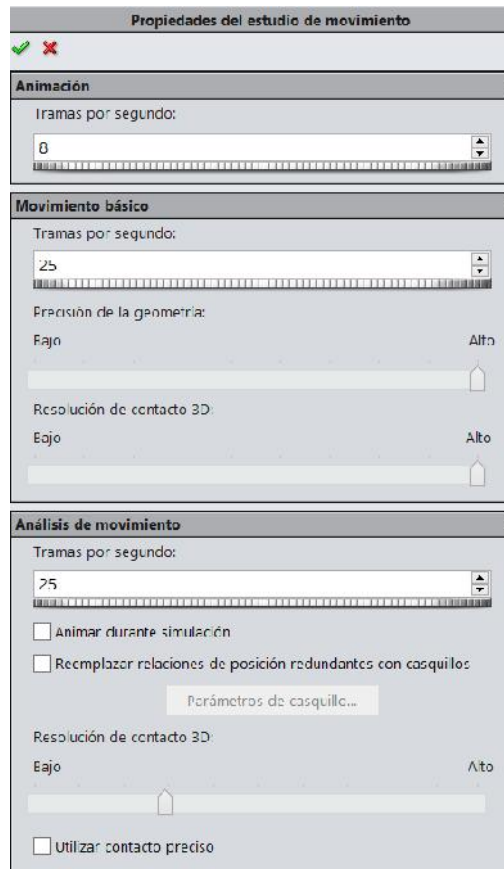 Propiedades del estudio de movimiento
Animación
Tramas por segundo:
8
Movimiento básico
Tramas por segundo:
25
Precisión de la geometría:
Bajo Alto
Resolución de contacto 3D:
Bajo Alto
Análisis de movimiento
Tramas por segundo:
25
Animar durante simulación
Reemplazar relaciones de posición redundantes con casquillos
Parámetros de casquillo...
Resolución de contacto 3D:
Bajo Alto
Utilizar contacto preciso